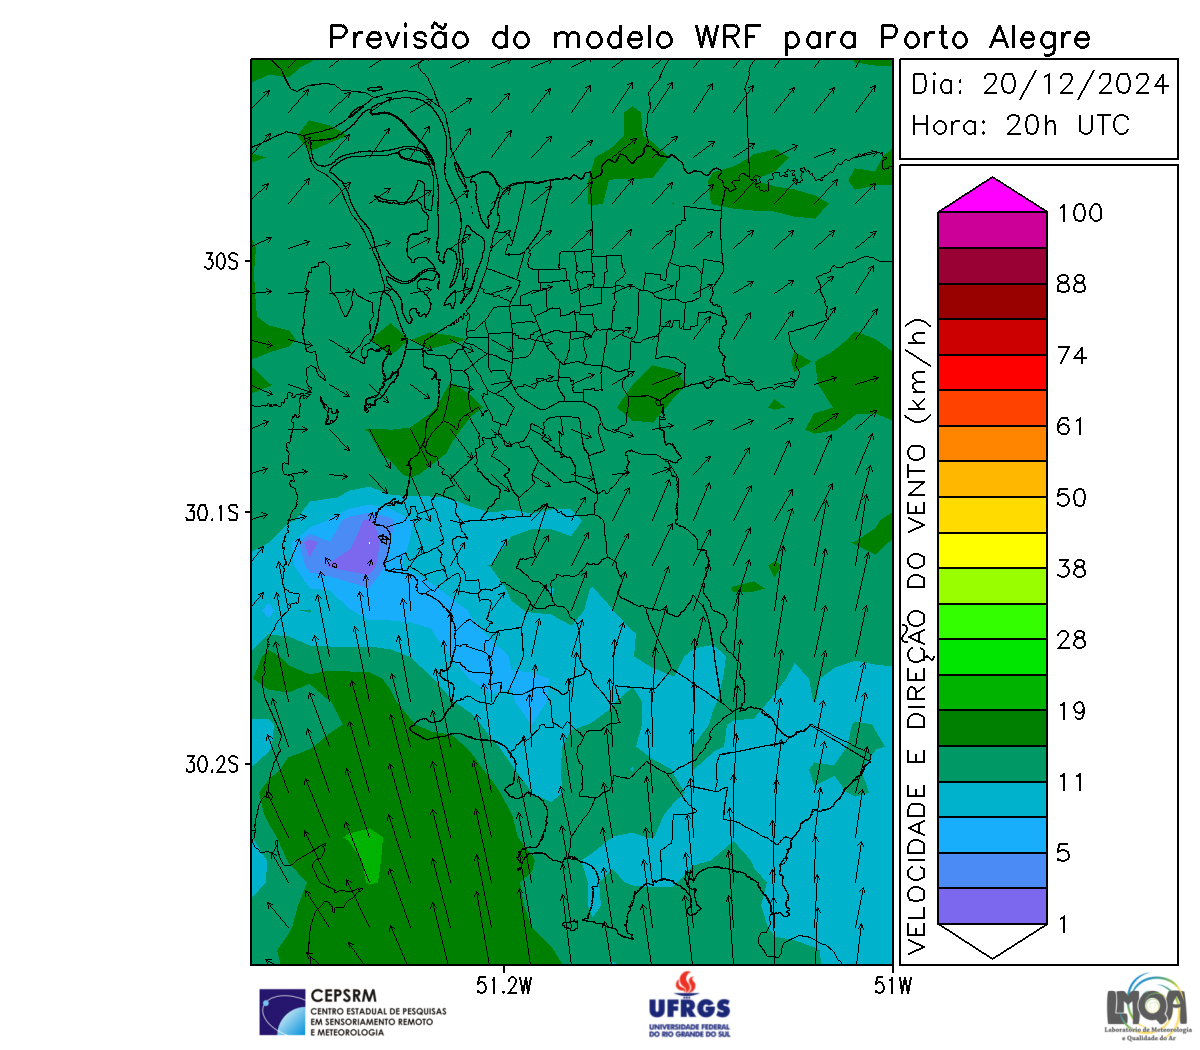 Previsão do modelo WRF para Porto Alegre
Dia: 20/12/2024
Hora: 20h UTC
30S
30.1S
30.2S
51.2W
51W
VELOCIDADE E DIREÇÃO DO VENTO (km/h)
100
88
74
61
50
38
28
19
11
5
1
CEPSRM
CENTRO ESTADUAL DE PESQUISAS
EM SENSORIAMENTO REMOTO
E METEOROLOGIA
UFRGS
UNIVERSIDADE FEDERAL
DO RIO GRANDE DO SUL
LMQA
Laboratório de Meteorologia
e Qualidade do Ar